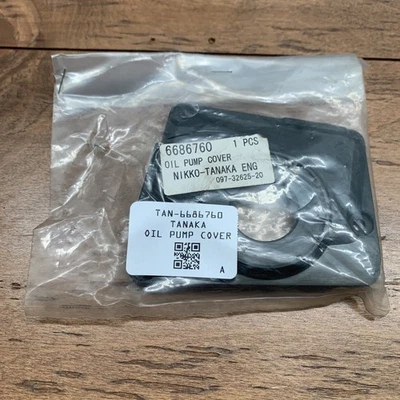 6686760 1 PCS
OIL PUMP COVER
NIKKO-TANAKA ENG
097-32625-20
TAN-6686760
TANAKA
OIL PUMP COVER
A